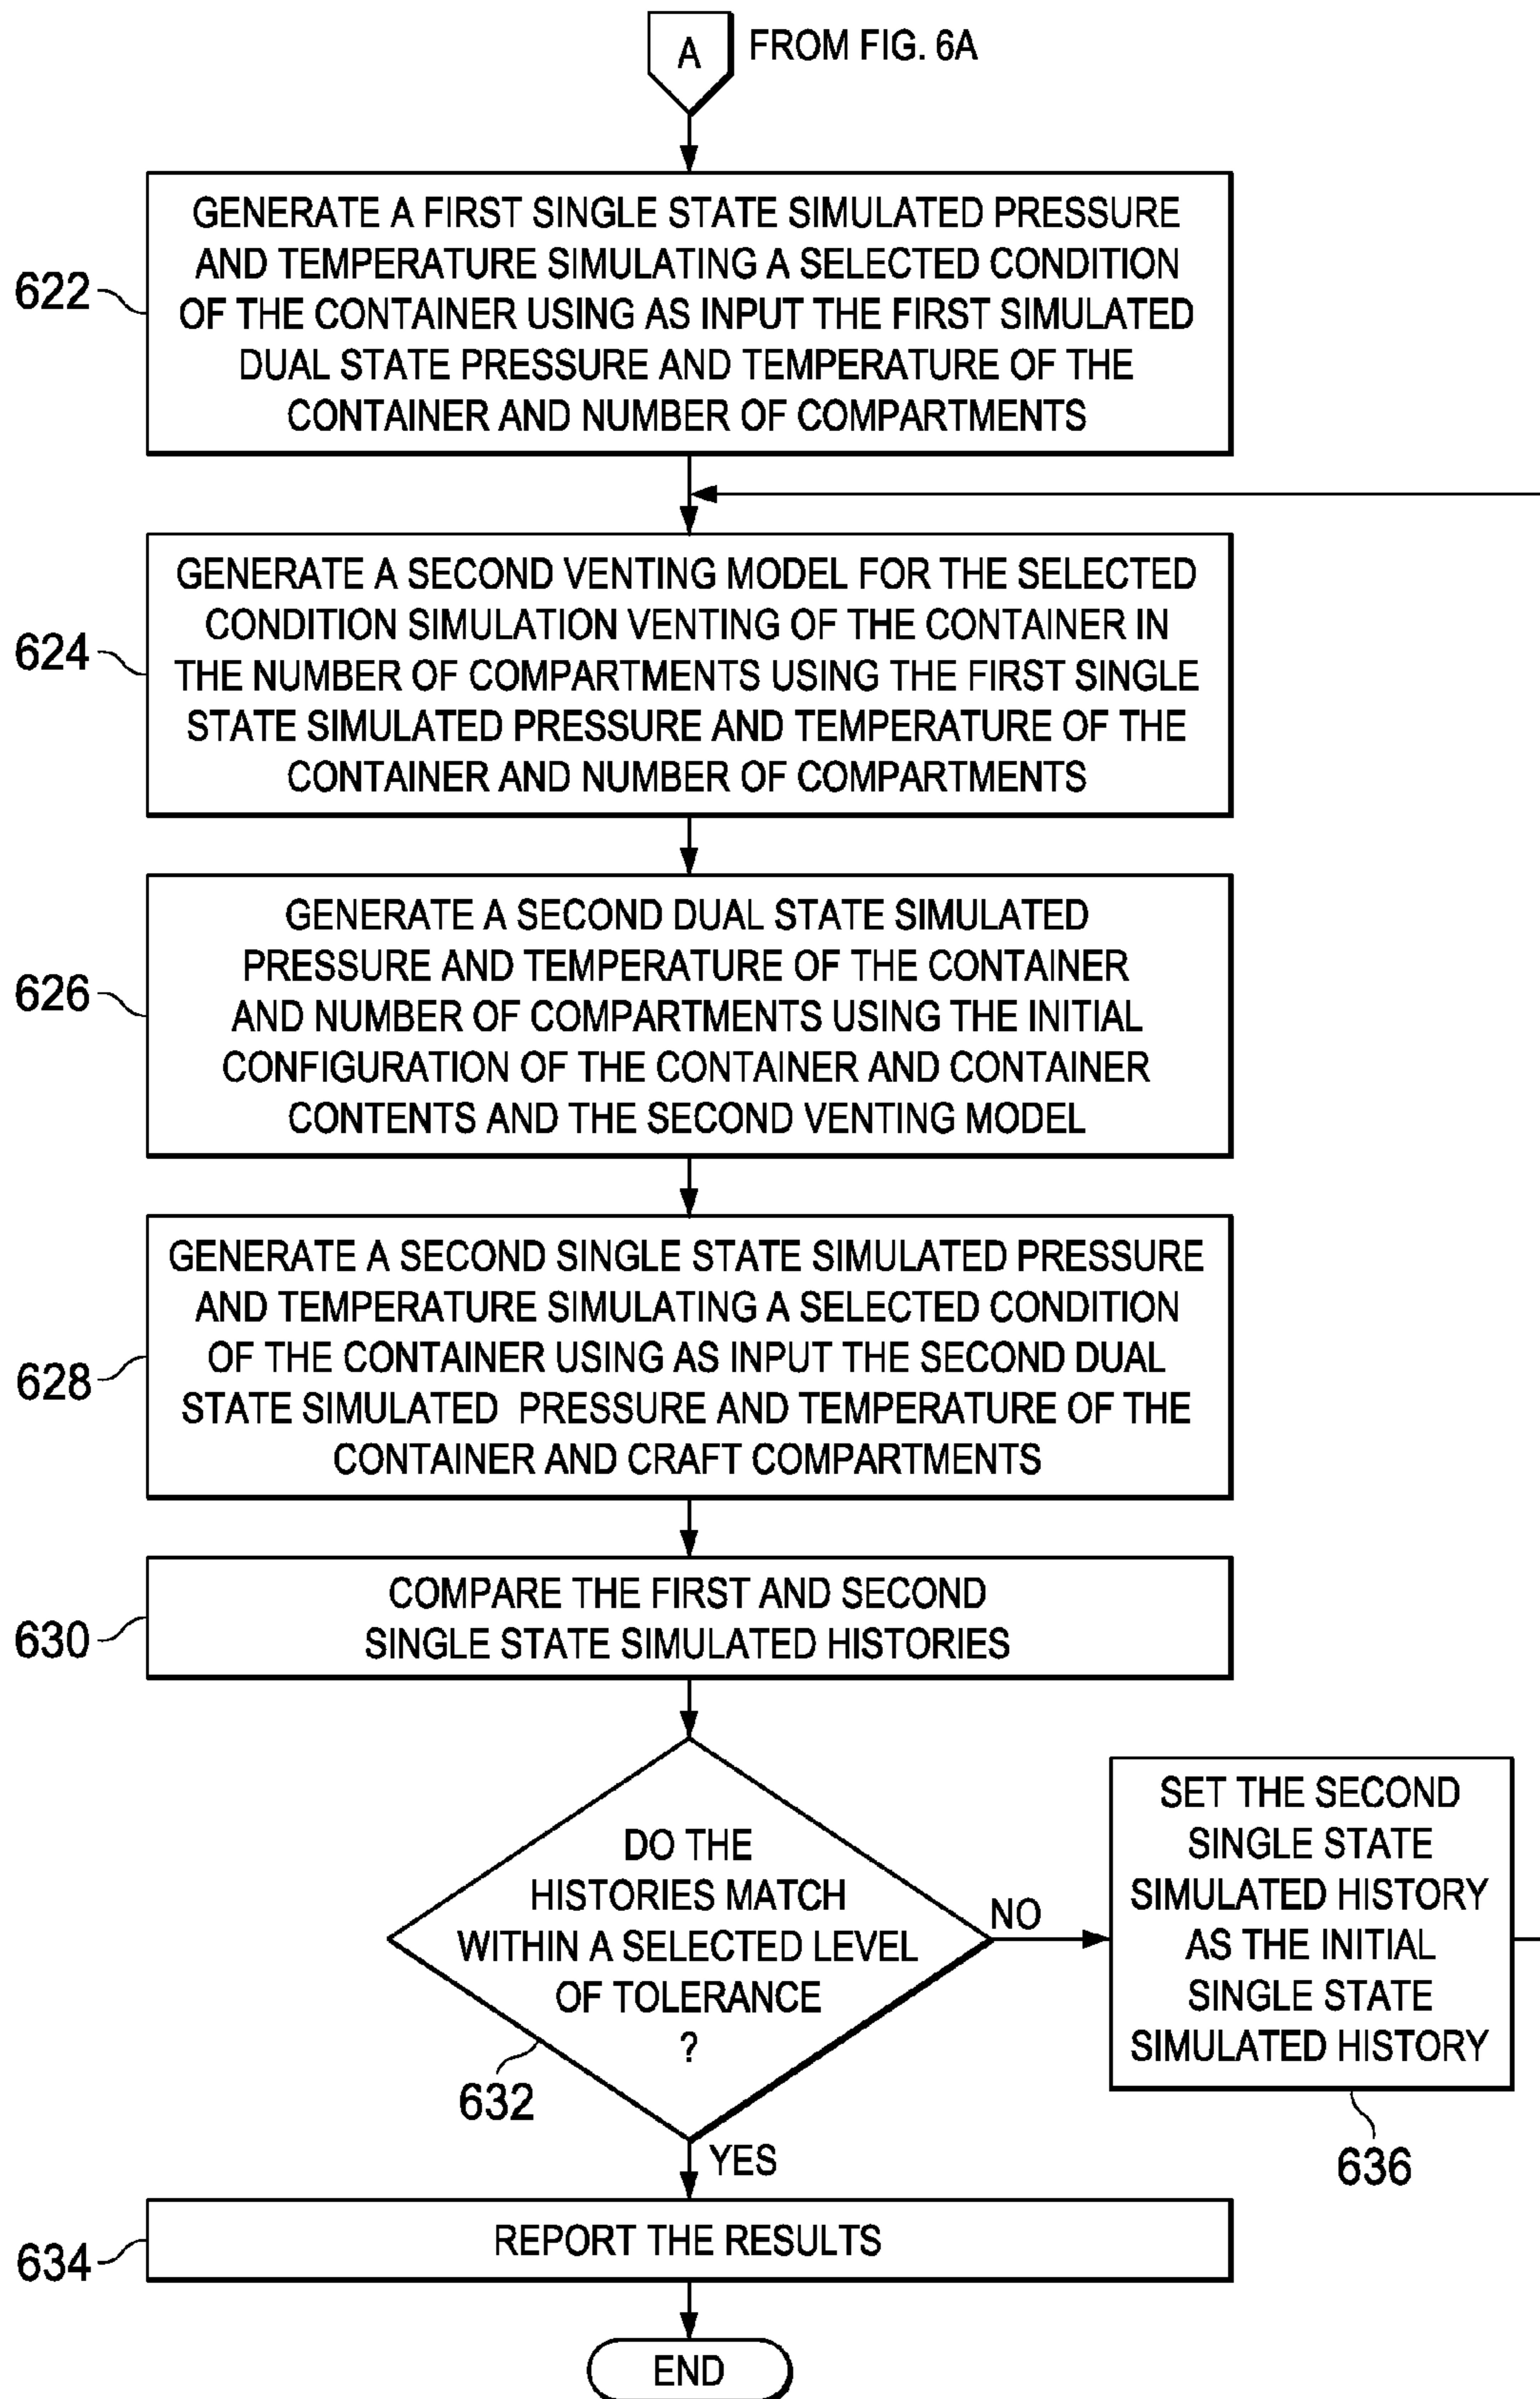 A
FROM FIG. 6A
GENERATE A FIRST SINGLE STATE SIMULATED PRESSURE
AND TEMPERATURE SIMULATING A SELECTED CONDITION
OF THE CONTAINER USING AS INPUT THE FIRST SIMULATED
DUAL STATE PRESSURE AND TEMPERATURE OF THE
CONTAINER AND NUMBER OF COMPARTMENTS
622
GENERATE A SECOND VENTING MODEL FOR THE SELECTED
CONDITION SIMULATION VENTING OF THE CONTAINER IN
THE NUMBER OF COMPARTMENTS USING THE FIRST SINGLE
STATE SIMULATED PRESSURE AND TEMPERATURE OF THE
CONTAINER AND NUMBER OF COMPARTMENTS
624
GENERATE A SECOND DUAL STATE SIMULATED
PRESSURE AND TEMPERATURE OF THE CONTAINER
AND NUMBER OF COMPARTMENTS USING THE INITIAL
CONFIGURATION OF THE CONTAINER AND CONTAINER
CONTENTS AND THE SECOND VENTING MODEL
626
GENERATE A SECOND SINGLE STATE SIMULATED PRESSURE
AND TEMPERATURE SIMULATING A SELECTED CONDITION
OF THE CONTAINER USING AS INPUT THE SECOND DUAL
STATE SIMULATED PRESSURE AND TEMPERATURE OF THE
CONTAINER AND CRAFT COMPARTMENTS
628
COMPARE THE FIRST AND SECOND
SINGLE STATE SIMULATED HISTORIES
630
DO THE
HISTORIES MATCH
WITHIN A SELECTED LEVEL
OF TOLERANCE
?
632
NO
SET THE SECOND
SINGLE STATE
SIMULATED HISTORY
AS THE INITIAL
SINGLE STATE
SIMULATED HISTORY
636
YES
REPORT THE RESULTS
634
END